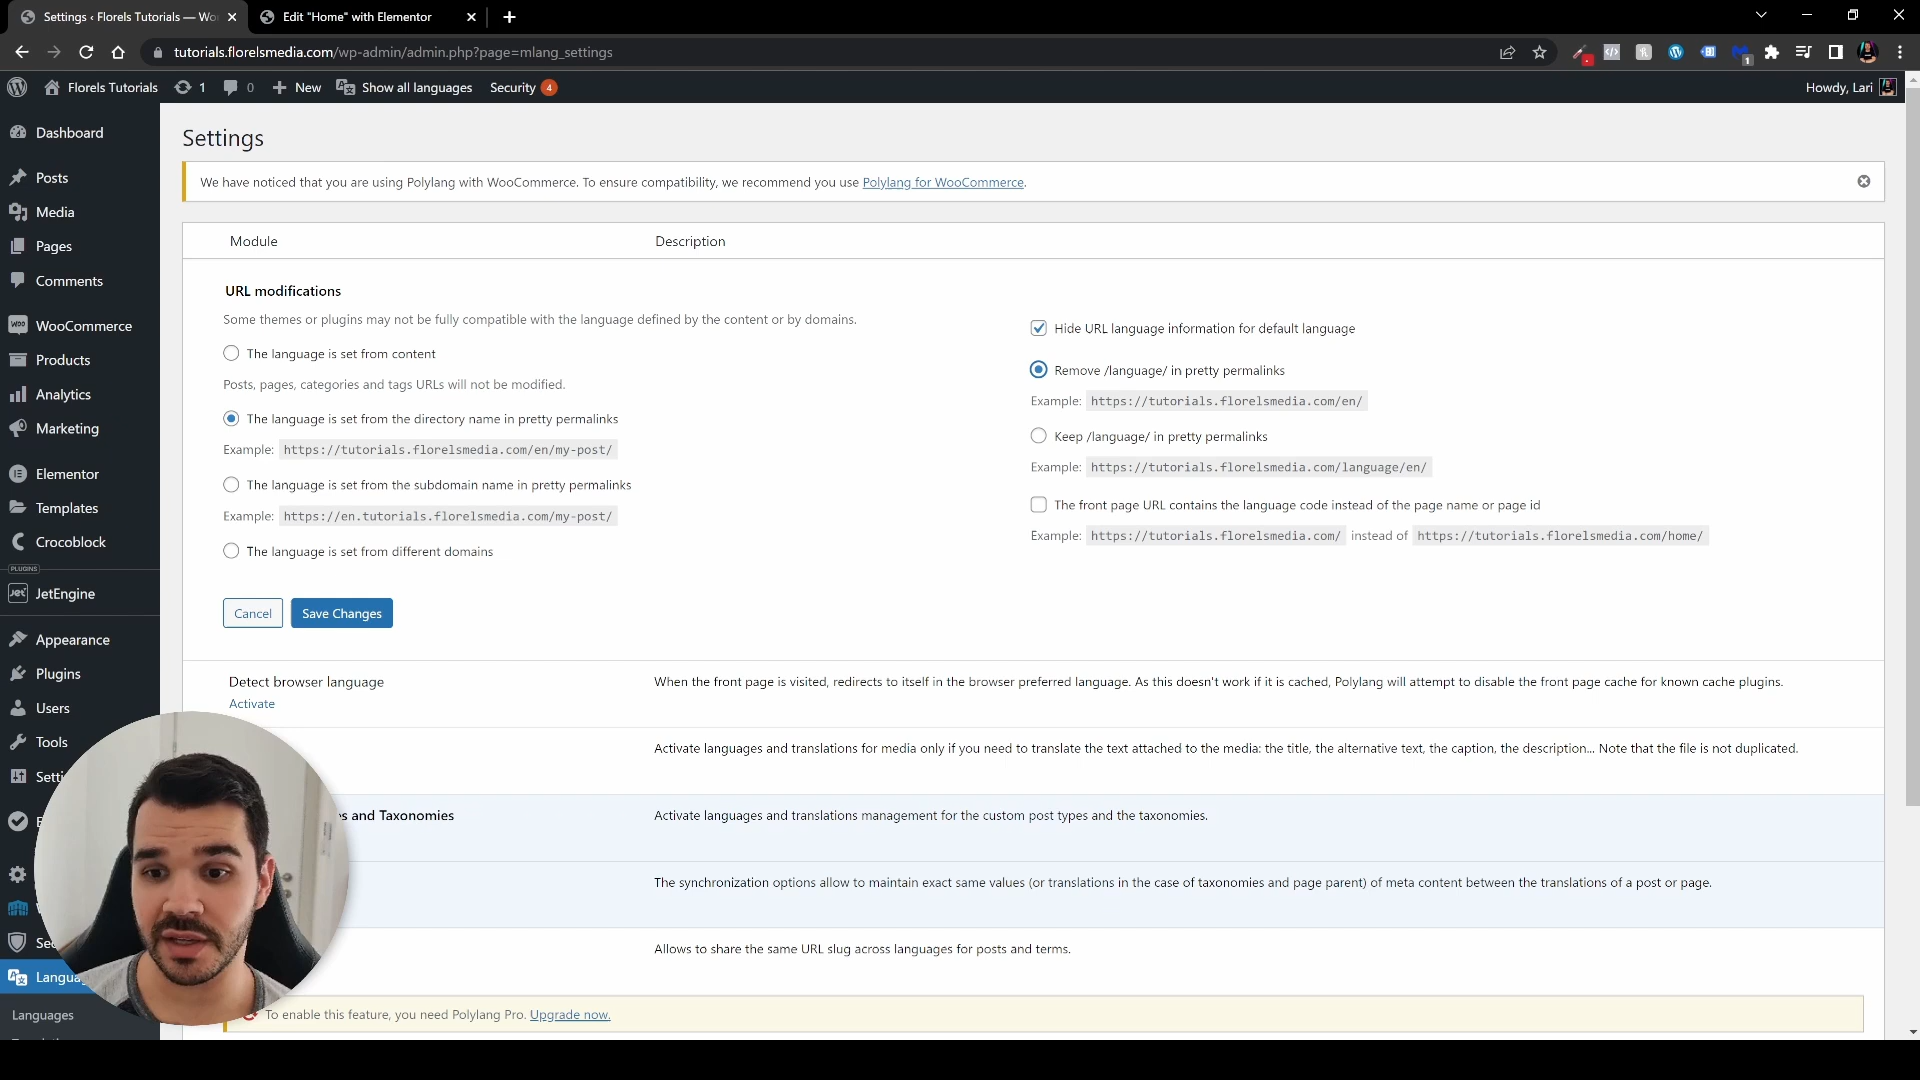 Settings ‹ Florels Tutorials — Wo
Edit "Home" with Elementor
tutorials.florelsmedia.com/wp-admin/admin.php?page=mlang_settings
1
Florels Tutorials
1
0
New
Show all languages
Security 4
Howdy, Lari
Dashboard
Posts
Media
Pages
Comments
WooCommerce
Products
Analytics
Marketing
Elementor
Templates
Crocoblock
PLUGINS
JetEngine
Appearance
Plugins
Users
Tools
Languages
Settings
We have noticed that you are using Polylang with WooCommerce. To ensure compatibility, we recommend you use Polylang for WooCommerce.
Module Description
URL modifications
Some themes or plugins may not be fully compatible with the language defined by the content or by domains.
The language is set from content
Posts, pages, categories and tags URLs will not be modified.
The language is set from the directory name in pretty permalinks
Example: https://tutorials.florelsmedia.com/en/my-post/
The language is set from the subdomain name in pretty permalinks
Example: https://en.tutorials.florelsmedia.com/my-post/
The language is set from different domains
Hide URL language information for default language
Remove /language/ in pretty permalinks
Example: https://tutorials.florelsmedia.com/en/
Keep /language/ in pretty permalinks
Example: https://tutorials.florelsmedia.com/language/en/
The front page URL contains the language code instead of the page name or page id
Example: https://tutorials.florelsmedia.com/ instead of https://tutorials.florelsmedia.com/home/
Cancel
Save Changes
Detect browser language
Activate
When the front page is visited, redirects to itself in the browser preferred language. As this doesn't work if it is cached, Polylang will attempt to disable the front page cache for known cache plugins.
Activate languages and translations for media only if you need to translate the text attached to the media: the title, the alternative text, the caption, the description... Note that the file is not duplicated.
s and Taxonomies
Activate languages and translations management for the custom post types and the taxonomies.
The synchronization options allow to maintain exact same values (or translations in the case of taxonomies and page parent) of meta content between the translations of a post or page.
Allows to share the same URL slug across languages for posts and terms.
To enable this feature, you need Polylang Pro. Upgrade now.